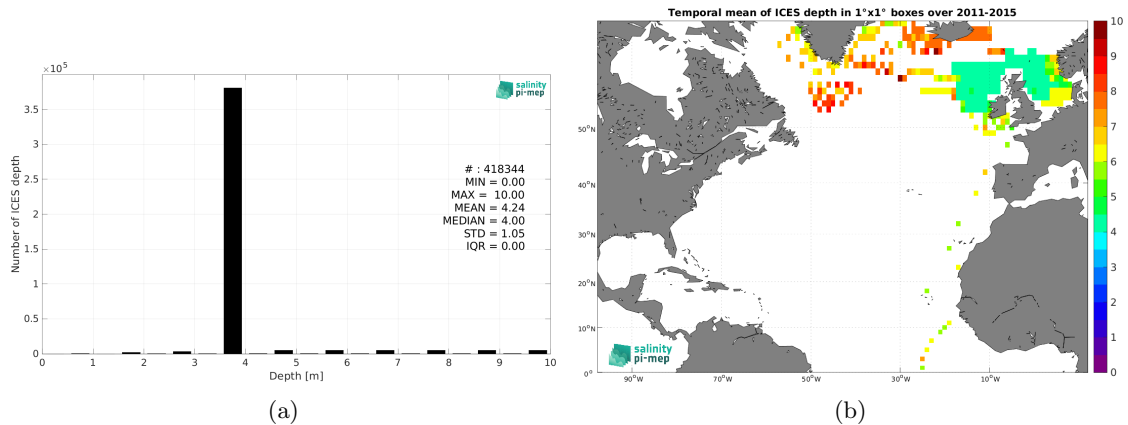 ×10⁵
salinity
pi-mep
# : 418344
MIN = 0.00
MAX = 10.00
MEAN = 4.24
MEDIAN = 4.00
STD = 1.05
IQR = 0.00
Number of ICES depth
3.5
3
2.5
2
1.5
1
0.5
0
1 2 3 4 5 6 7 8 9 10
Depth [m]
(a)
Temporal mean of ICES depth in 1°x1° boxes over 2011-2015
50°N
40°N
30°N
20°N
10°N
0°
90°W 70°W 50°W 30°W 10°W
salinity
pi-mep
10
9
8
7
6
5
4
3
2
1
0
(b)